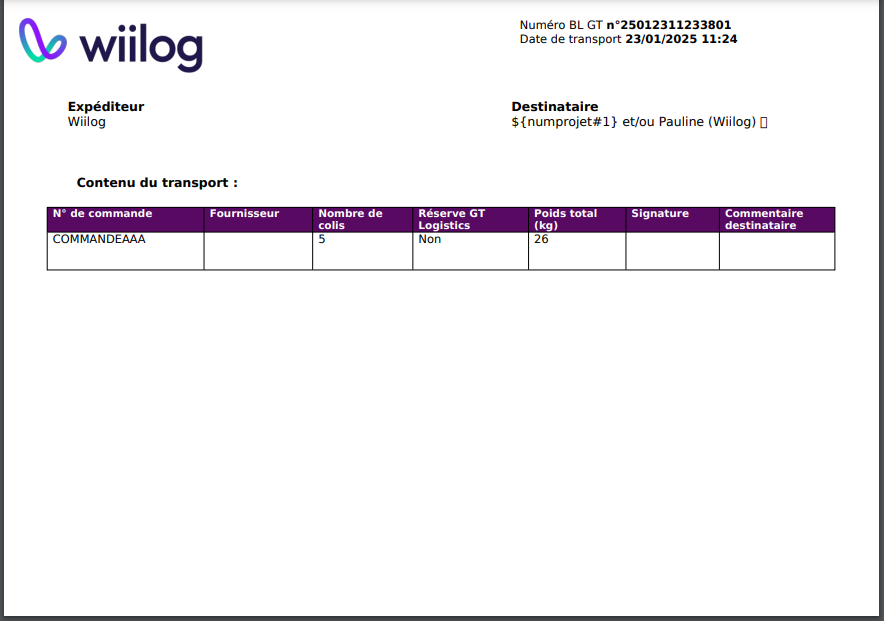 wiilog
Numéro BL GT n°25012311233801
Date de transport 23/01/2025 11:24
Expéditeur
Wiilog
Destinataire
${numprojet#1} et/ou Pauline (Wiilog) ▯
Contenu du transport :
N° de commande Fournisseur Nombre de colis Réserve GT Logistics Poids total (kg) Signature Commentaire destinataire
COMMANDEAAA 5 Non 26